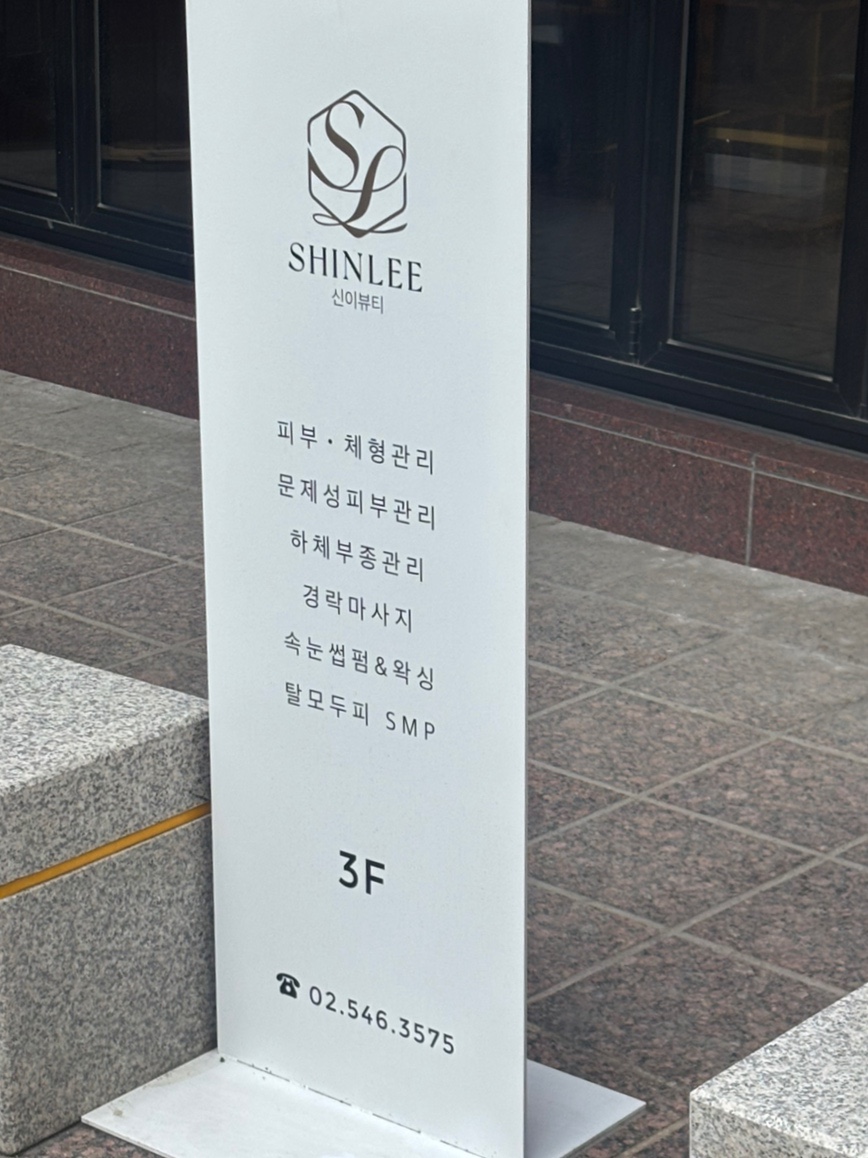 SL
SHINLEE
신이뷰티
피부·체형관리
문제성피부관리
하체부종관리
경락마사지
속눈썹펌&왁싱
탈모두피 SMP
3F
☎ 02.546.3575